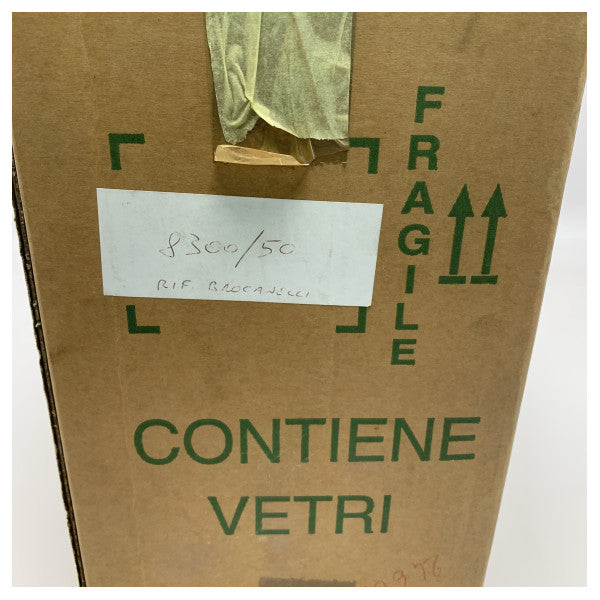 FRAGILE
8300/50
RIF. BROCANELLI
CONTIENE
VETRI